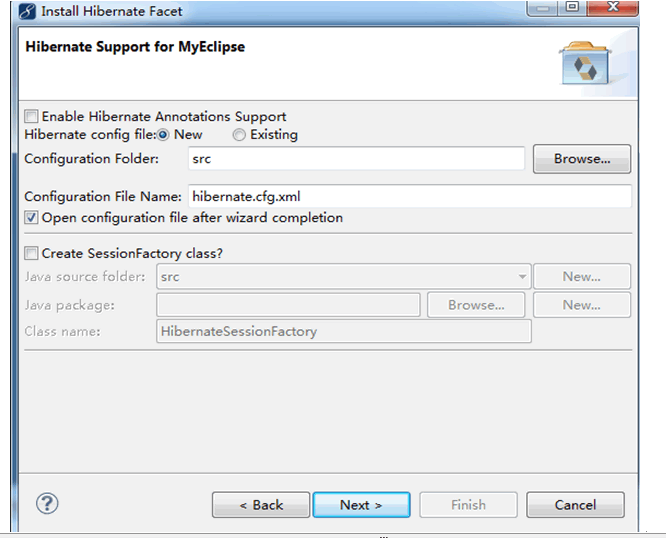 Install Hibernate Facet
Hibernate Support for MyEclipse
Enable Hibernate Annotations Support
Hibernate config file: New Existing
Configuration Folder: src Browse...
Configuration File Name: hibernate.cfg.xml
Open configuration file after wizard completion
Create SessionFactory class?
Java source folder: src New...
Java package: Browse... New...
Class name: HibernateSessionFactory
? < Back Next > Finish Cancel